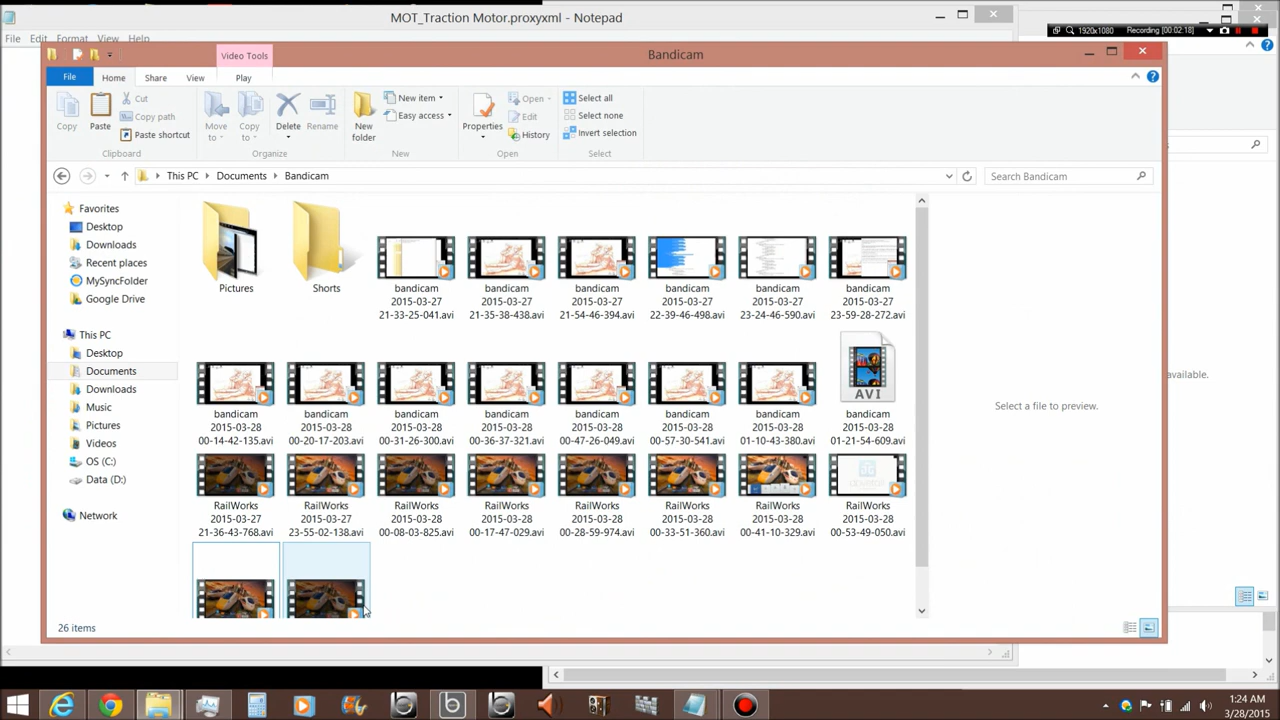 MOT_Traction Motor.proxyxml - Notepad
1920x1080 Recording [00:02:18]
File Edit Format View Help
Video Tools
Bandicam
File Home Share View Play
Copy Paste Cut Copy path Paste shortcut
Move to Copy to Delete Rename
New folder New item Easy access
Properties Open Edit History
Select all Select none Invert selection
Clipboard Organize New Open Select
This PC Documents Bandicam
Search Bandicam
Favorites
Desktop
Downloads
Recent places
MySyncFolder
Google Drive
This PC
Desktop
Documents
Downloads
Music
Pictures
Videos
OS (C:)
Data (D:)
Network
Pictures
Shorts
bandicam 2015-03-27 21-33-25-041.avi
bandicam 2015-03-27 21-35-38-438.avi
bandicam 2015-03-27 21-54-46-394.avi
bandicam 2015-03-27 22-39-46-498.avi
bandicam 2015-03-27 23-24-46-590.avi
bandicam 2015-03-27 23-59-28-272.avi
bandicam 2015-03-28 00-14-42-135.avi
bandicam 2015-03-28 00-20-17-203.avi
bandicam 2015-03-28 00-31-26-300.avi
bandicam 2015-03-28 00-36-37-321.avi
bandicam 2015-03-28 00-47-26-049.avi
bandicam 2015-03-28 00-57-30-541.avi
bandicam 2015-03-28 01-10-43-380.avi
AVI
bandicam 2015-03-28 01-21-54-609.avi
RailWorks 2015-03-27 21-36-43-768.avi
RailWorks 2015-03-27 23-55-02-138.avi
RailWorks 2015-03-28 00-08-03-825.avi
RailWorks 2015-03-28 00-17-47-029.avi
RailWorks 2015-03-28 00-28-59-974.avi
RailWorks 2015-03-28 00-33-51-360.avi
RailWorks 2015-03-28 00-41-10-329.avi
RailWorks 2015-03-28 00-53-49-050.avi
Select a file to preview.
available.
26 items
1:24 AM
3/28/2015